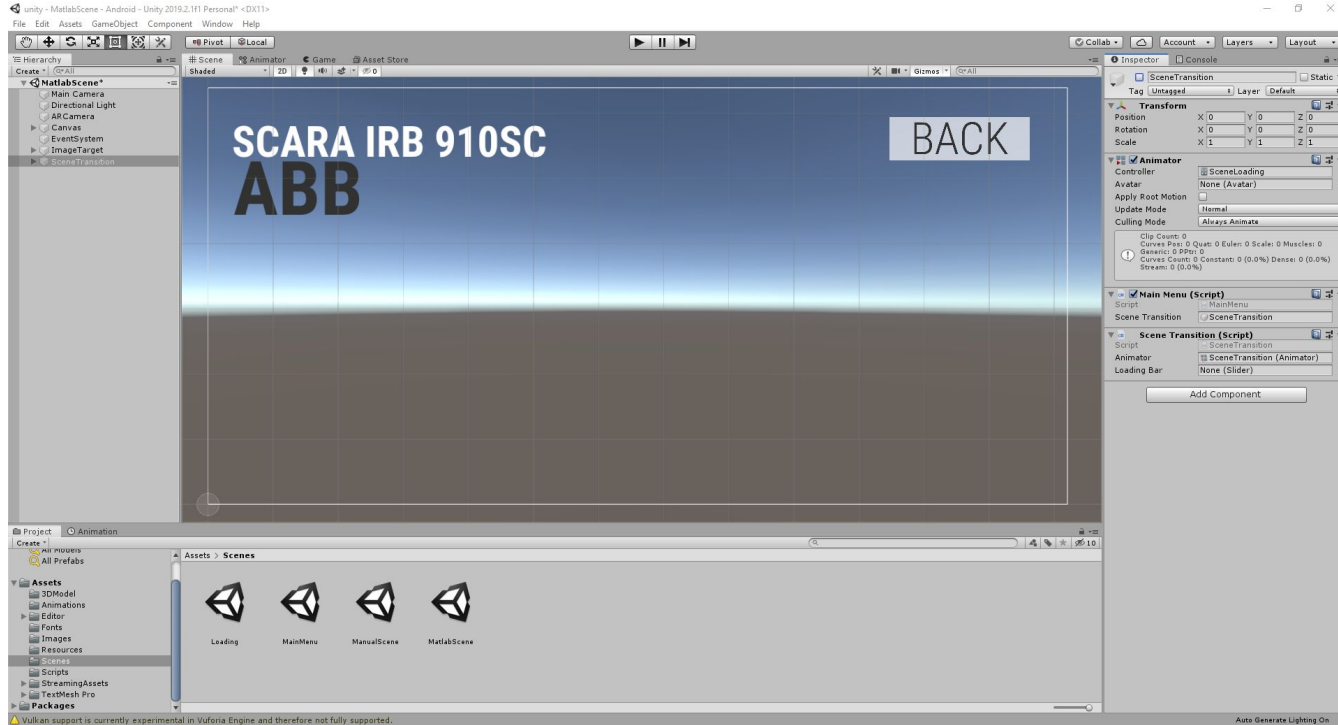 unity - MatlabScene - Android - Unity 2019.2.1f1 Personal* <DX11>
File Edit Assets GameObject Component Window Help
Pivot Local Collab Account Layers Layout
Hierarchy
Create All
MatlabScene*
Main Camera
Directional Light
ARCamera
Canvas
EventSystem
ImageTarget
SceneTransition
Scene Animator Game Asset Store
Shaded 2D 0 Gizmos All
SCARA IRB 910SC
ABB
BACK
Inspector Console
SceneTransition Static
Tag Untagged Layer Default
Transform
Position X 0 Y 0 Z 0
Rotation X 0 Y 0 Z 0
Scale X 1 Y 1 Z 1
Animator
Controller SceneLoading
Avatar None (Avatar)
Apply Root Motion
Update Mode Normal
Culling Mode Always Animate
Clip Count: 0
Curves Pos: 0 Quat: 0 Euler: 0 Scale: 0 Muscles: 0
Generic: 0 PPtr: 0
Curves Count: 0 Constant: 0 (0.0%) Dense: 0 (0.0%)
Stream: 0 (0.0%)
Main Menu (Script)
Script MainMenu
Scene Transition SceneTransition
Scene Transition (Script)
Script SceneTransition
Animator SceneTransition (Animator)
Loading Bar None (Slider)
Add Component
Project Animation
Create 10
All Models
All Prefabs
Assets
3DModel
Animations
Editor
Fonts
Images
Resources
Scenes
Scripts
StreamingAssets
TextMesh Pro
Packages
Assets > Scenes
Loading MainMenu ManualScene MatlabScene
Vulkan support is currently experimental in Vuforia Engine and therefore not fully supported.
Auto Generate Lighting On